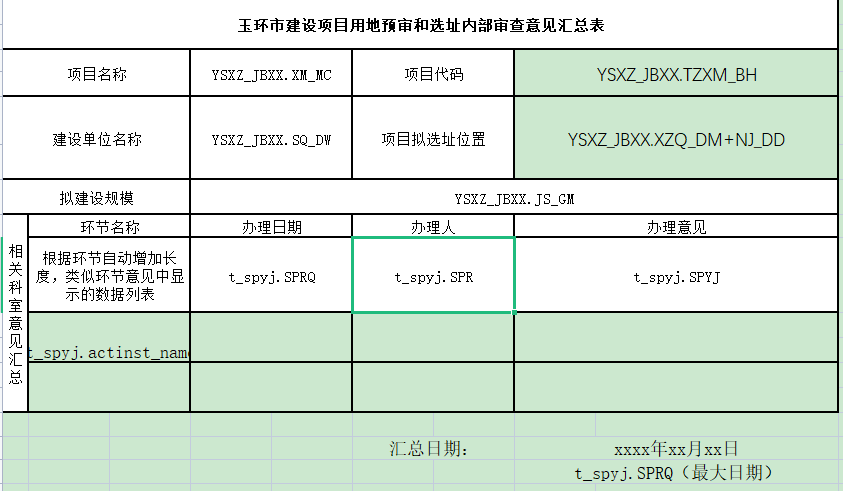 玉环市建设项目用地预审和选址内部审查意见汇总表
项目名称 YSXZ_JBXX.XM_MC 项目代码 YSXZ_JBXX.TZXM_BH
建设单位名称 YSXZ_JBXX.SQ_DW 项目拟选址位置 YSXZ_JBXX.XZQ_DM+NJ_DD
拟建设规模 YSXZ_JBXX.JS_GM
相关科室意见汇总
环节名称 办理日期 办理人 办理意见
根据环节自动增加长
度，类似环节意见中显
示的数据列表
t_spyj.SPRQ t_spyj.SPR t_spyj.SPYJ
t_spyj.actinst_name
汇总日期： xxxx年xx月xx日
t_spyj.SPRQ（最大日期）